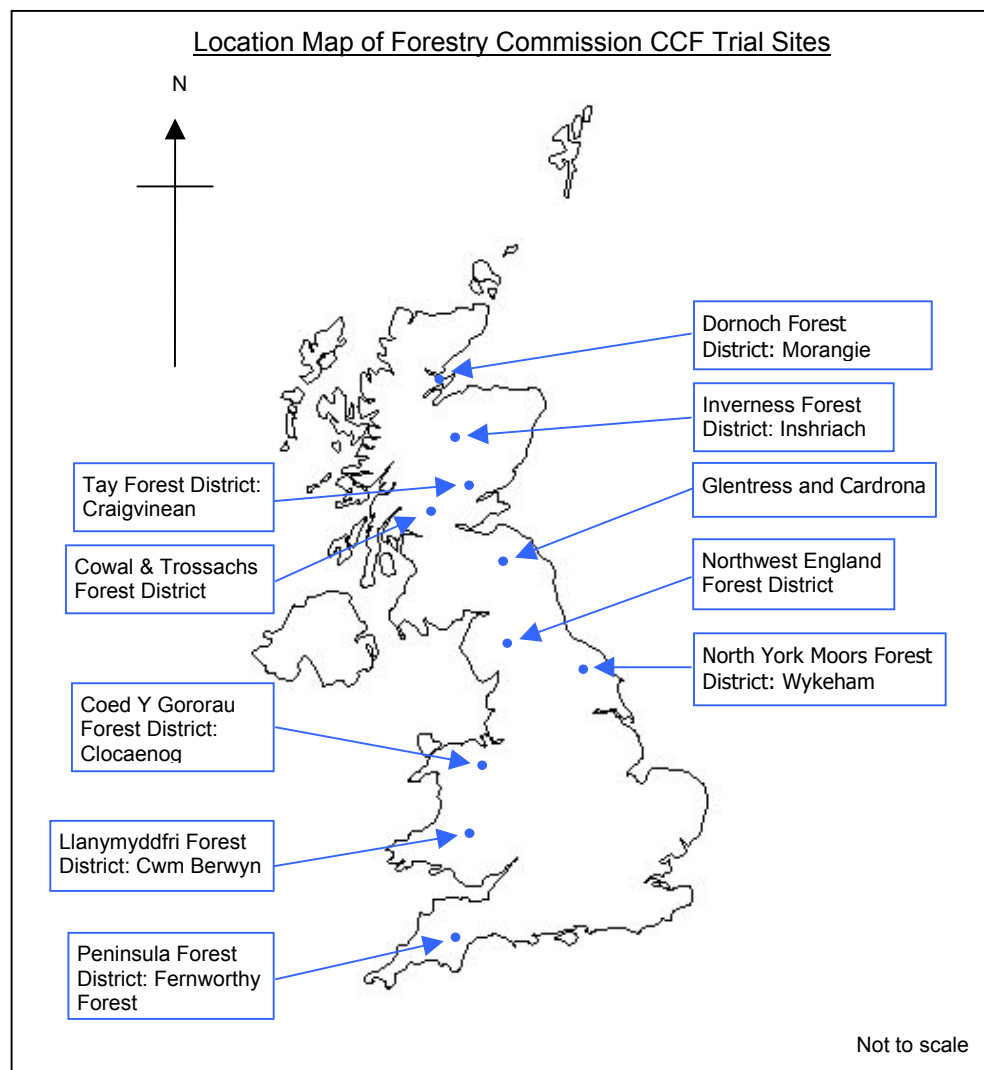 Location Map of Forestry Commission CCF Trial Sites
N
Dornoch Forest
District: Morangie
Inverness Forest
District: Inshriach
Tay Forest District:
Craigvinean
Glentress and Cardrona
Cowal & Trossachs
Forest District
Northwest England
Forest District
North York Moors Forest
District: Wykeham
Coed Y Gororau
Forest District:
Clocaenog
Llanymyddfri Forest
District: Cwm Berwyn
Peninsula Forest
District: Fernworthy
Forest
Not to scale